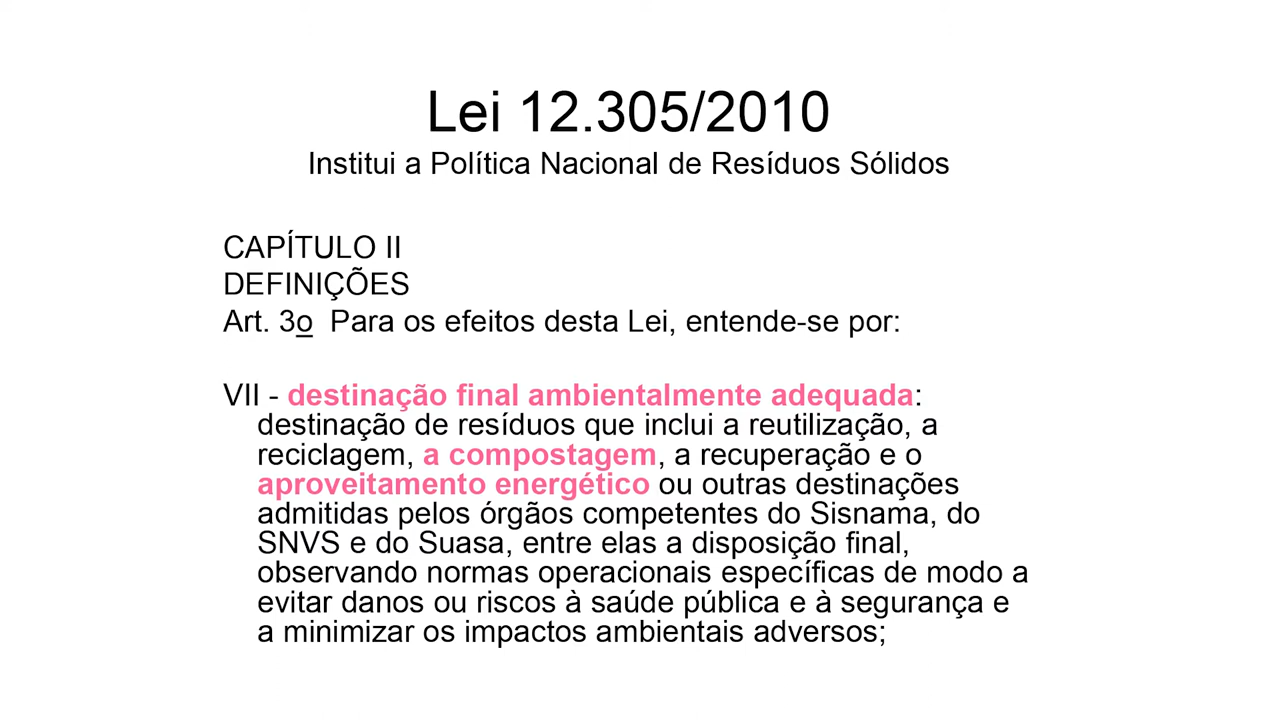 Lei 12.305/2010
Institui a Política Nacional de Resíduos Sólidos
CAPÍTULO II
DEFINIÇÕES
Art. 3o Para os efeitos desta Lei, entende-se por:
VII - destinação final ambientalmente adequada:
destinação de resíduos que inclui a reutilização, a
reciclagem, a compostagem, a recuperação e o
aproveitamento energético ou outras destinações
admitidas pelos órgãos competentes do Sisnama, do
SNVS e do Suasa, entre elas a disposição final,
observando normas operacionais específicas de modo a
evitar danos ou riscos à saúde pública e à segurança e
a minimizar os impactos ambientais adversos;